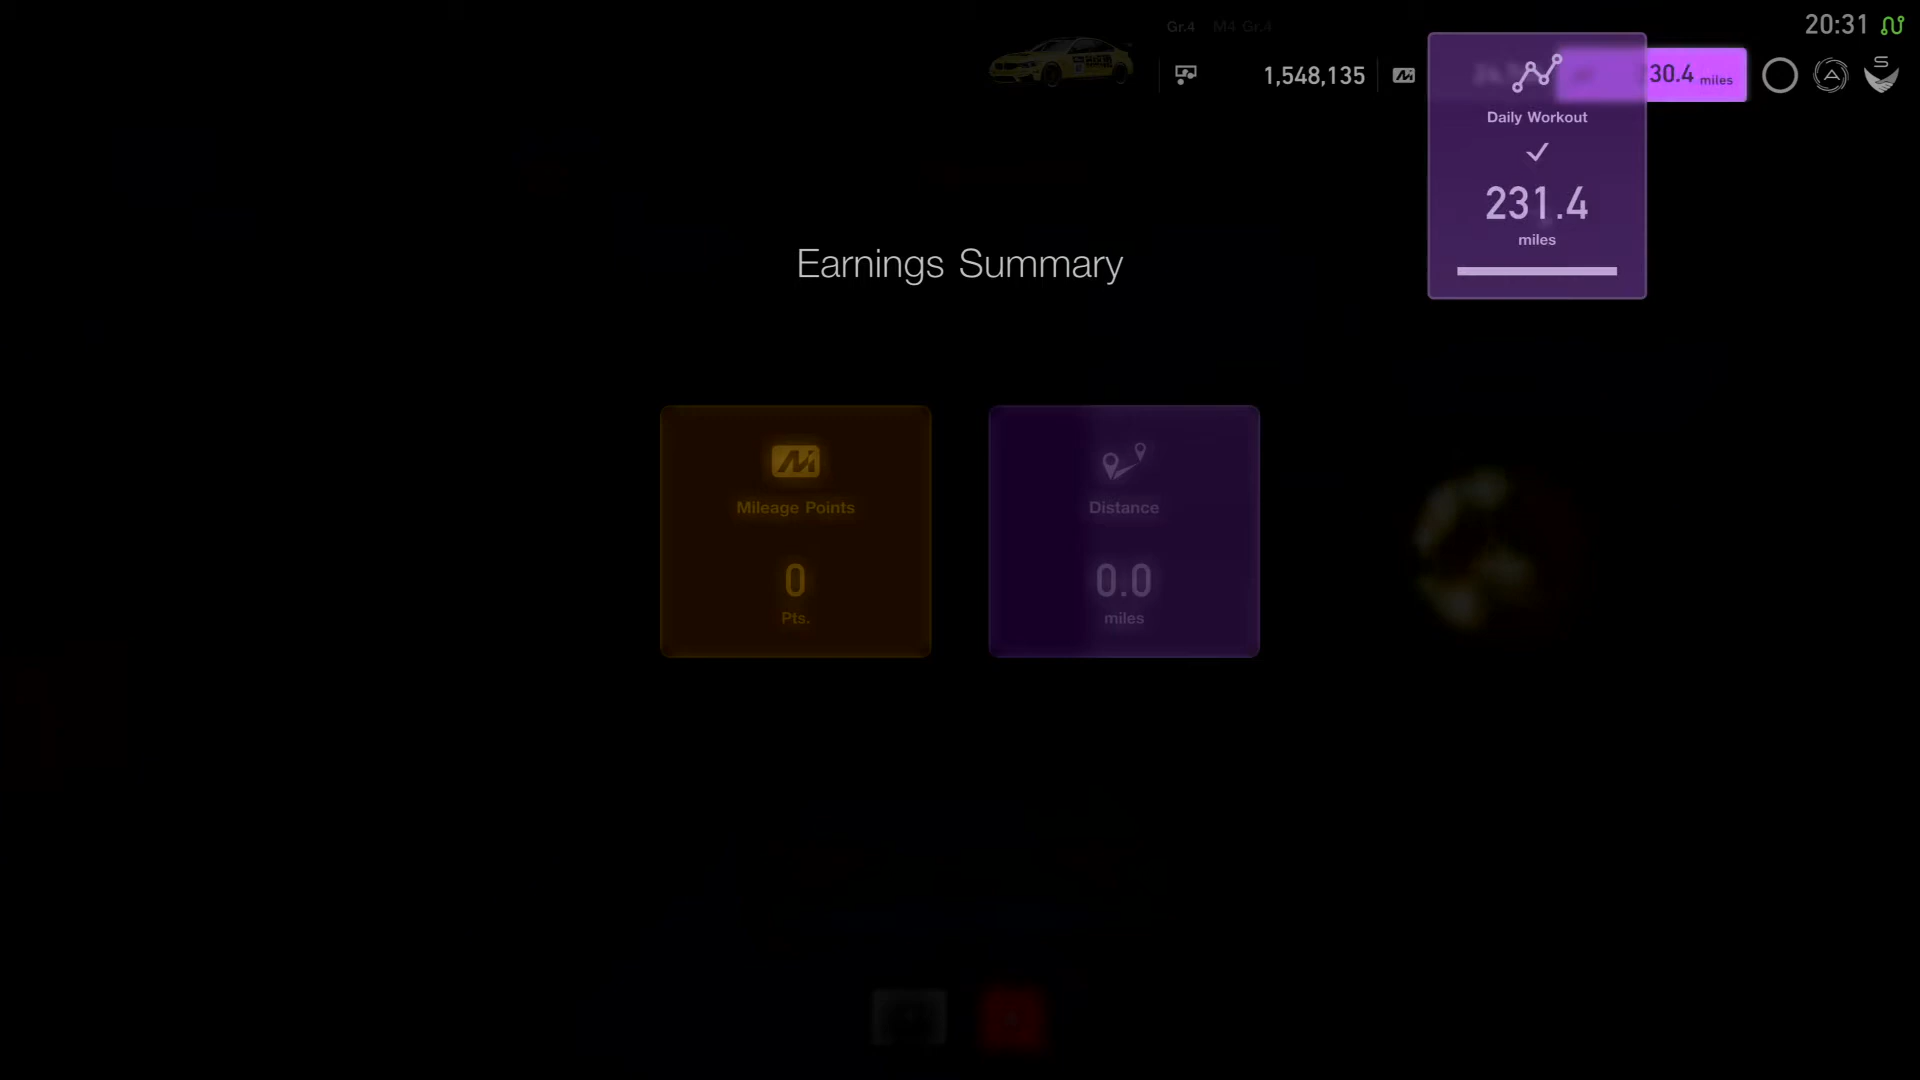 20:31
Gr.4 M4 Gr.4
1,548,135
30.4 miles
S
A
Daily Workout
231.4
miles
Earnings Summary
Mileage Points
0
Pts.
Distance
0.0
miles